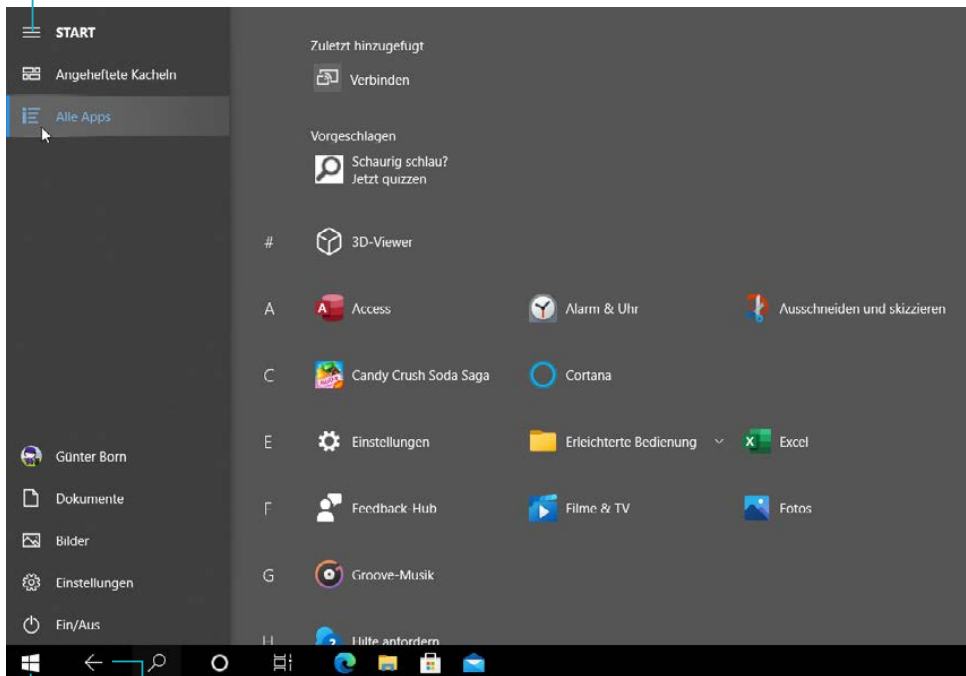 START
Angeheftete Kacheln
Alle Apps
Günter Born
Dokumente
Bilder
Einstellungen
Ein/Aus
Zuletzt hinzugefügt
Verbinden
Vorgeschlagen
Schaurig schlau?
Jetzt quizzen
#
3D-Viewer
A
Access
Alarm & Uhr
Ausschneiden und skizzieren
C
Candy Crush Soda Saga
Cortana
E
Einstellungen
Erleichterte Bedienung
Excel
F
Feedback-Hub
Filme & TV
Fotos
G
Groove-Musik
H
Hilfe anfordern